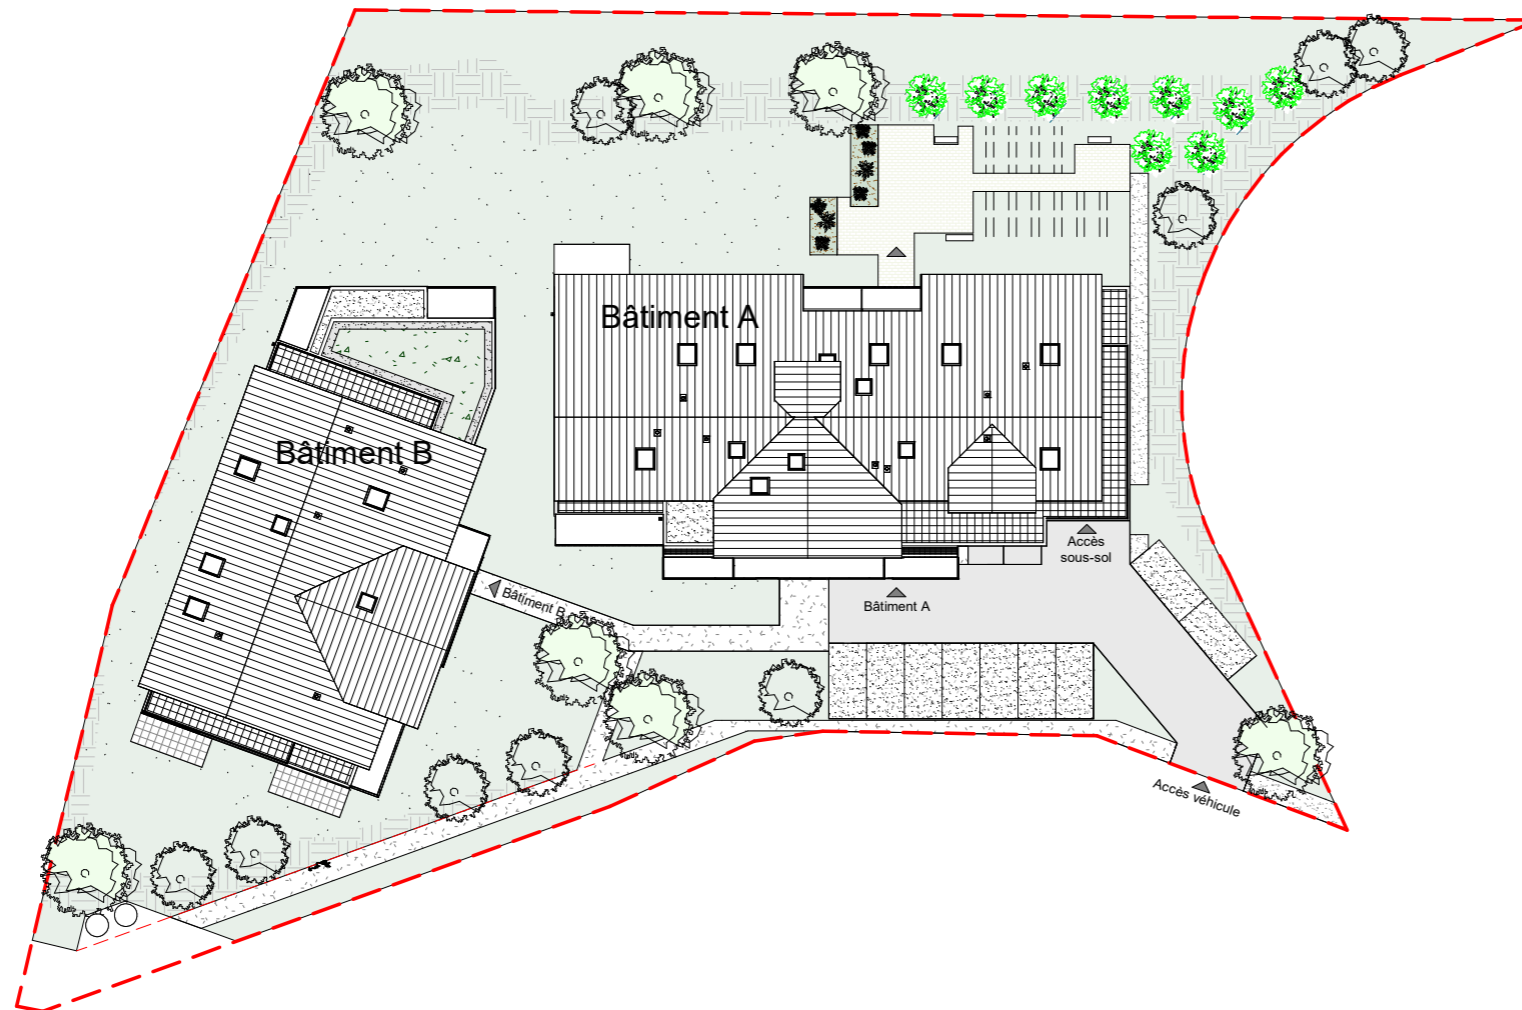 Bâtiment A
Bâtiment B
Accès
sous-sol
Bâtiment B
Bâtiment A
Accès véhicule